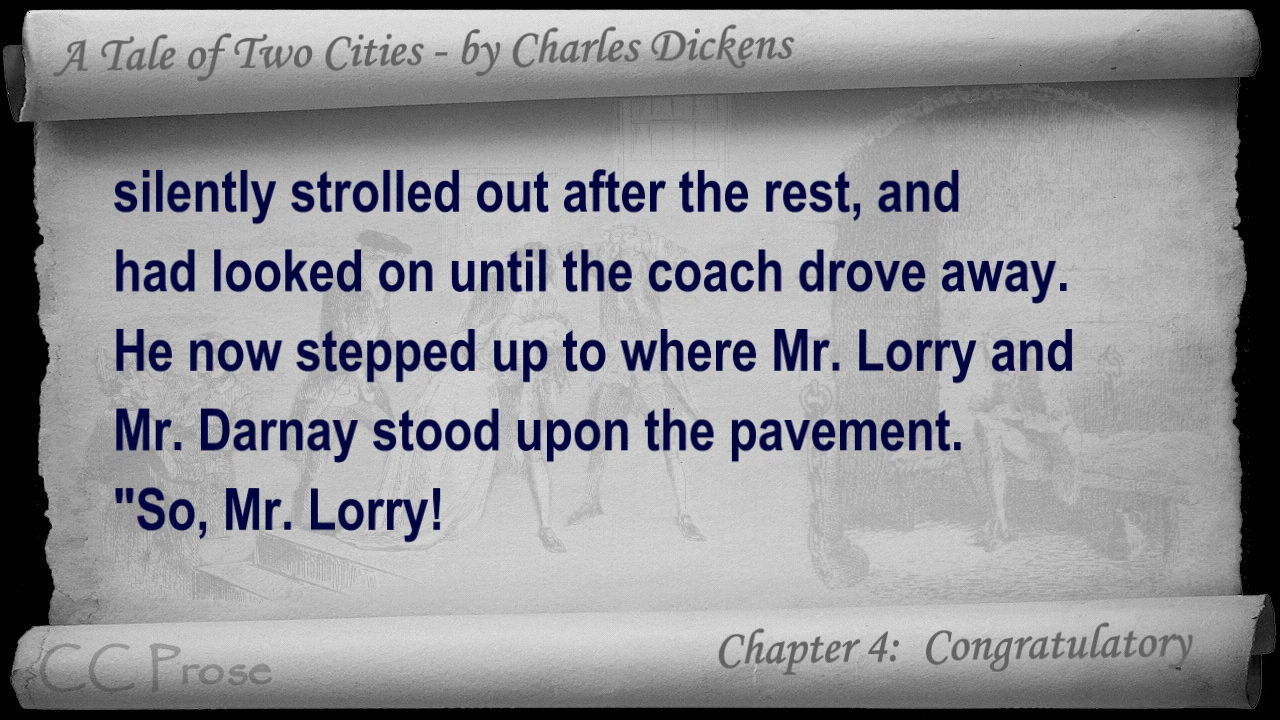 A Tale of Two Cities - by Charles Dickens
silently strolled out after the rest, and
had looked on until the coach drove away.
He now stepped up to where Mr. Lorry and
Mr. Darnay stood upon the pavement.
"So, Mr. Lorry!
CC Prose
Chapter 4:  Congratulatory